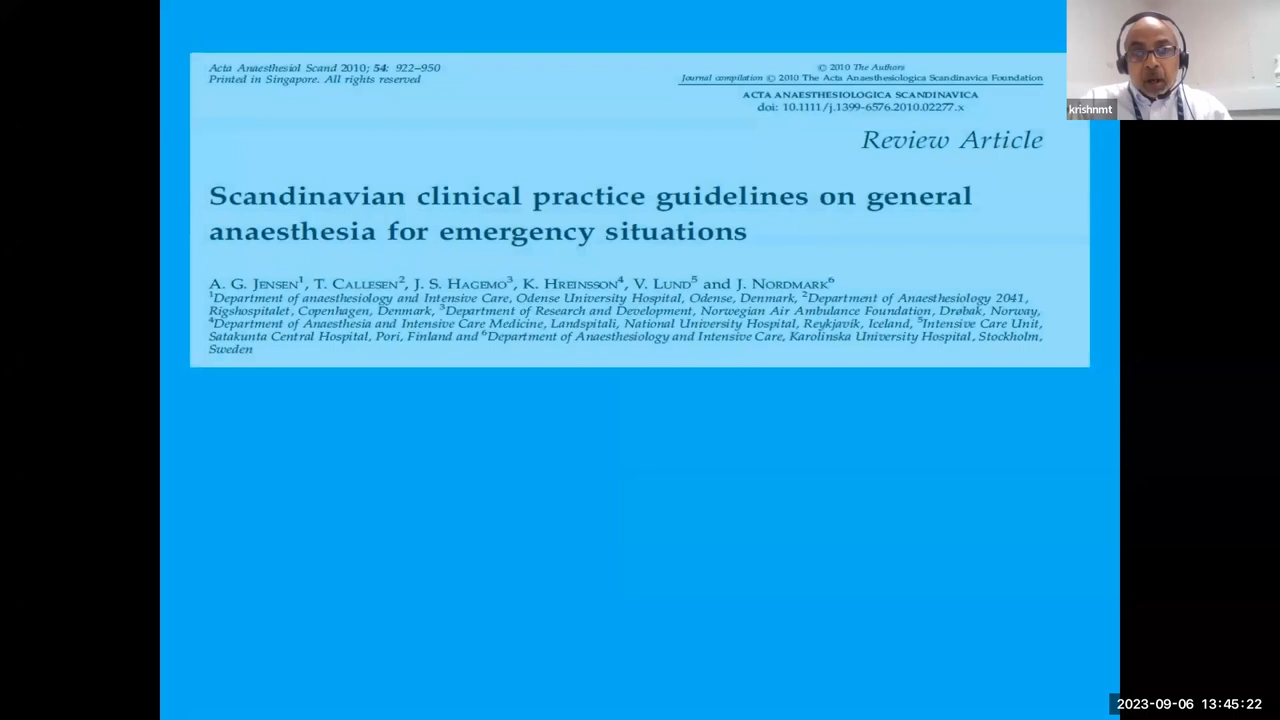 Acta Anaesthesiol Scand 2010; 54: 922–950
Printed in Singapore. All rights reserved
© 2010 The Authors
Journal compilation © 2010 The Acta Anaesthesiologica Scandinavica Foundation
ACTA ANAESTHESIOLOGICA SCANDINAVICA
doi: 10.1111/j.1399-6576.2010.02277.x
Review Article
Scandinavian clinical practice guidelines on general
anaesthesia for emergency situations
A. G. JENSEN1, T. CALLESEN2, J. S. HAGEMO3, K. HREINSSON4, V. LUND5 and J. NORDMARK6
1Department of anaesthesiology and Intensive Care, Odense University Hospital, Odense, Denmark, 2Department of Anaesthesiology 2041,
Rigshospitalet, Copenhagen, Denmark, 3Department of Research and Development, Norwegian Air Ambulance Foundation, Drøbak, Norway,
4Department of Anaesthesia and Intensive Care Medicine, Landspitali, National University Hospital, Reykjavik, Iceland, 5Intensive Care Unit,
Satakunta Central Hospital, Pori, Finland and 6Department of Anaesthesiology and Intensive Care, Karolinska University Hospital, Stockholm,
Sweden
krishnmt
2023-09-06 13:45:22